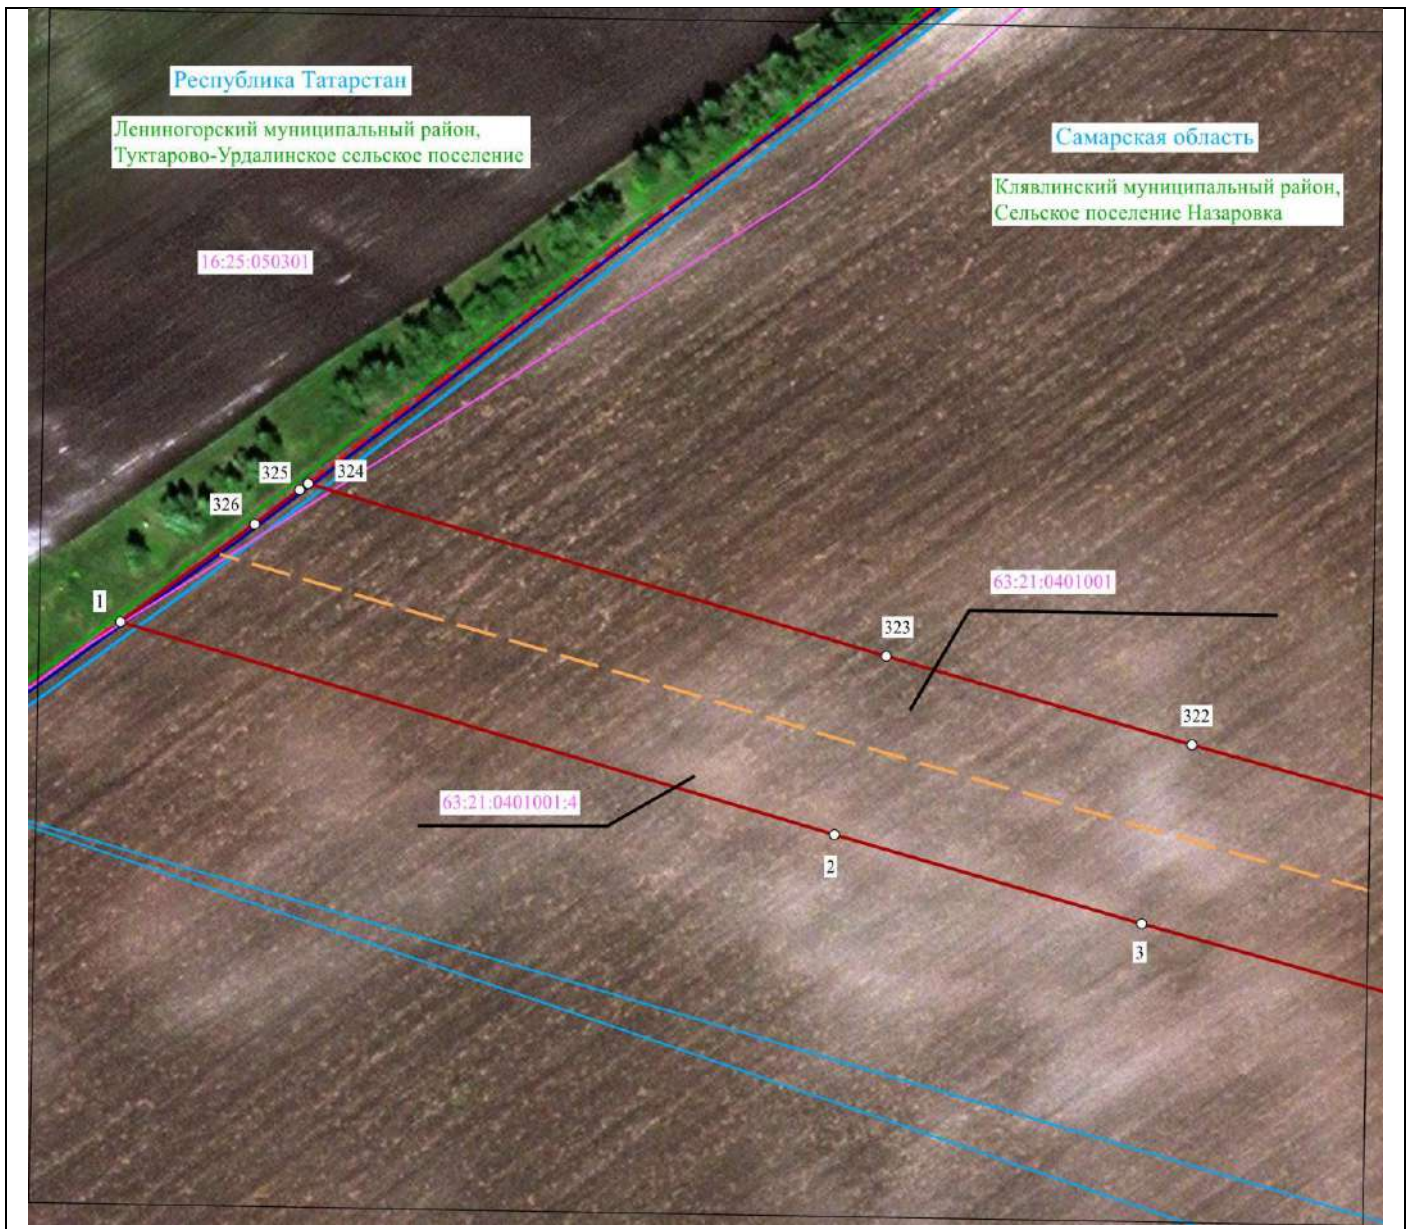 Республика Татарстан
Лениногорский муниципальный район,
Туктарово-Урдалинское сельское поселение
Самарская область
Клявлинский муниципальный район,
Сельское поселение Назаровка
16:25:050301
325
324
326
1
63:21:0401001
323
322
63:21:0401001:4
2
3